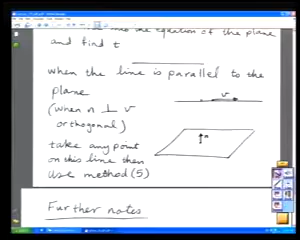 into the equation of the plane
and find t
when the line is parallel to the
plane
v
(when n ⊥ v
orthogonal)
n
take any point
on this line then
use method (5)
Further notes